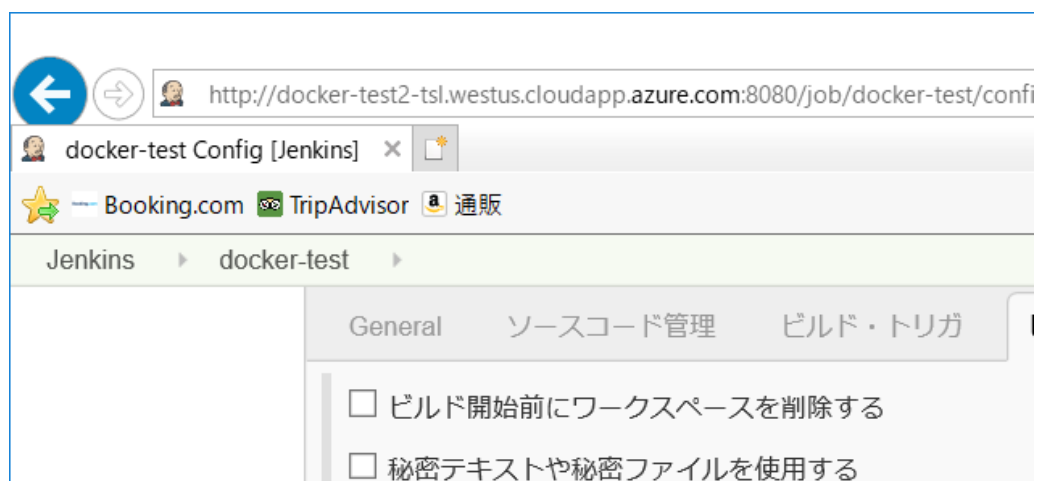 http://docker-test2-tsl.westus.cloudapp.azure.com:8080/job/docker-test/confi
docker-test Config [Jenkins]
Booking.com TripAdvisor 通販
Jenkins docker-test
General ソースコード管理 ビルド・トリガ
ビルド開始前にワークスペースを削除する
秘密テキストや秘密ファイルを使用する